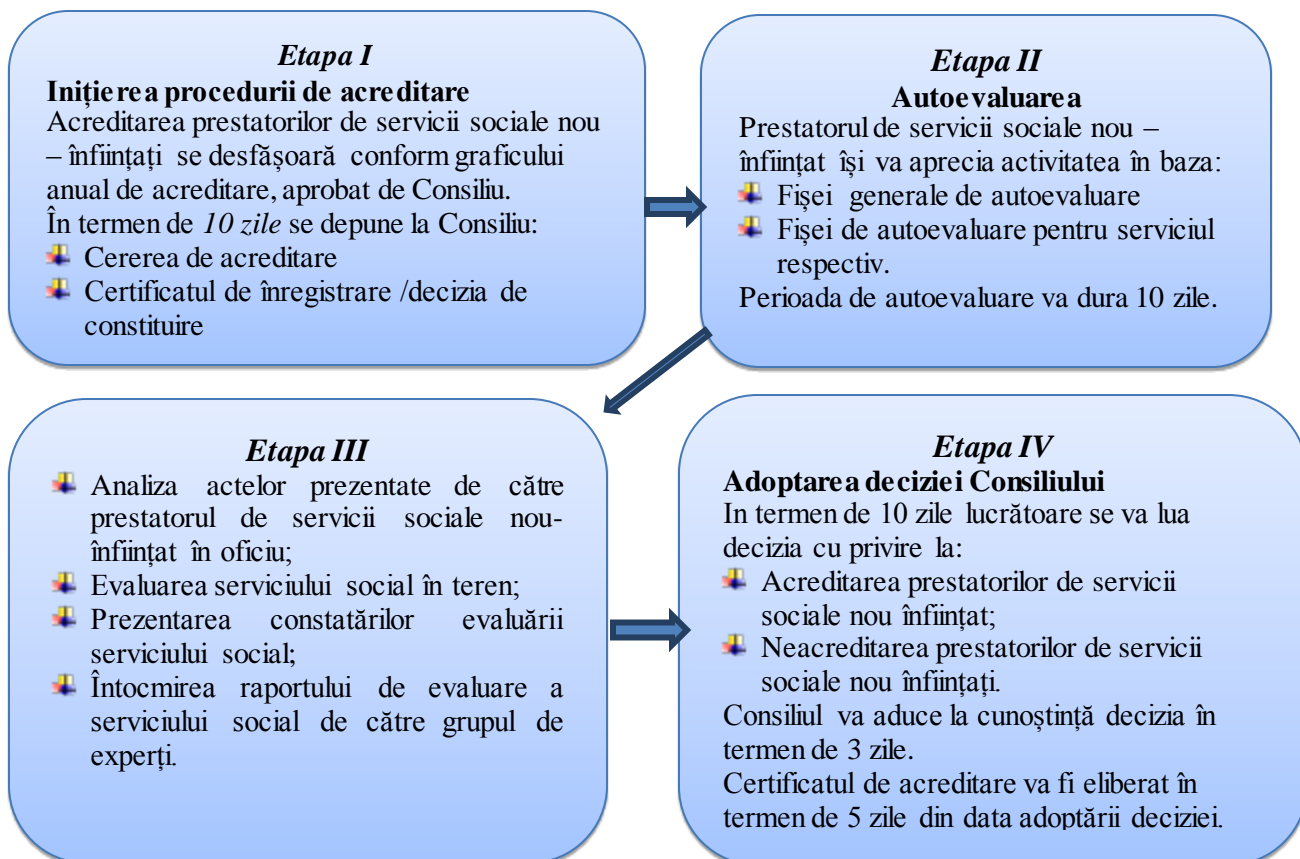 Etapa I
Inițierea procedurii de acreditare
Acreditarea prestatorilor de servicii sociale nou
– înființați se desfășoară conform graficului
anual de acreditare, aprobat de Consiliu.
În termen de 10 zile se depune la Consiliu:
Cererea de acreditare
Certificatul de înregistrare /decizia de
constituire
Etapa II
Autoevaluarea
Prestatorul de servicii sociale nou –
înființat își va aprecia activitatea în baza:
Fișei generale de autoevaluare
Fișei de autoevaluare pentru serviciul
respectiv.
Perioada de autoevaluare va dura 10 zile.
Etapa III
Analiza actelor prezentate de către
prestatorul de servicii sociale nou-
înființat în oficiu;
Evaluarea serviciului social în teren;
Prezentarea constatărilor evaluării
serviciului social;
Întocmirea raportului de evaluare a
serviciului social de către grupul de
experți.
Etapa IV
Adoptarea deciziei Consiliului
In termen de 10 zile lucrătoare se va lua
decizia cu privire la:
Acreditarea prestatorilor de servicii
sociale nou înființat;
Neacreditarea prestatorilor de servicii
sociale nou înființați.
Consiliul va aduce la cunoștință decizia în
termen de 3 zile.
Certificatul de acreditare va fi eliberat în
termen de 5 zile din data adoptării deciziei.